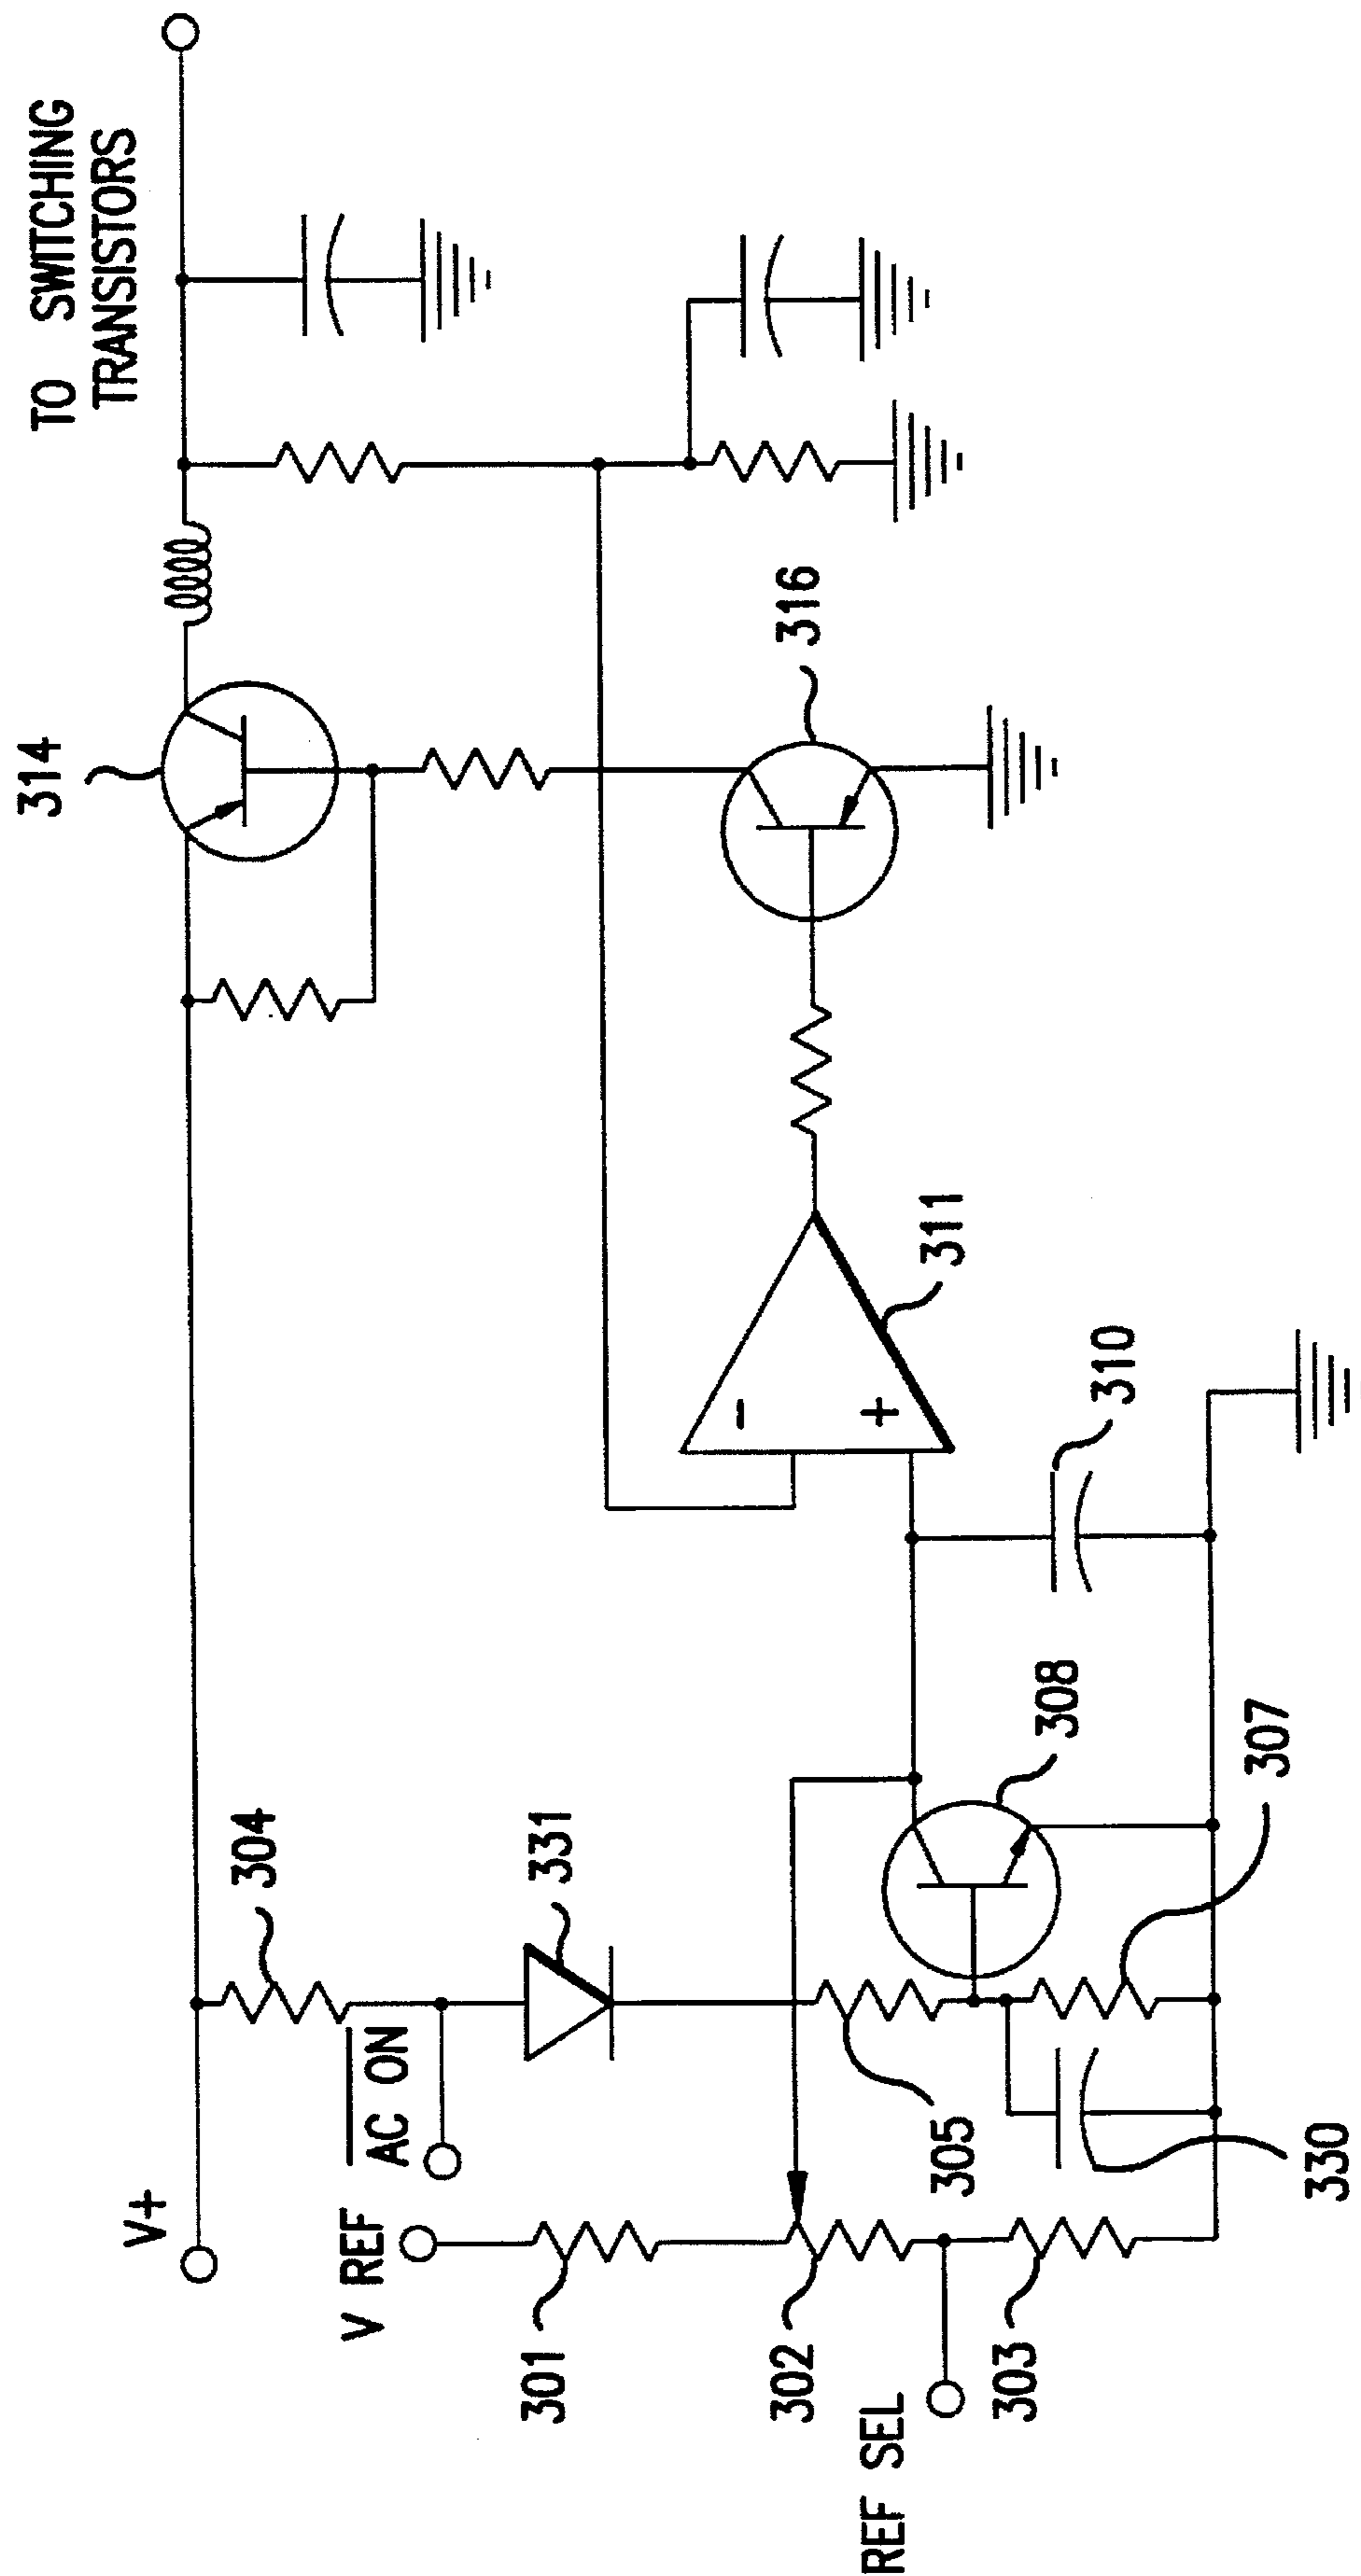 TO SWITCHING
TRANSISTORS
314
V+
304
AC ON
V REF
331
301
302
REF SEL
303
305
330
307
308
310
311
316
+
-